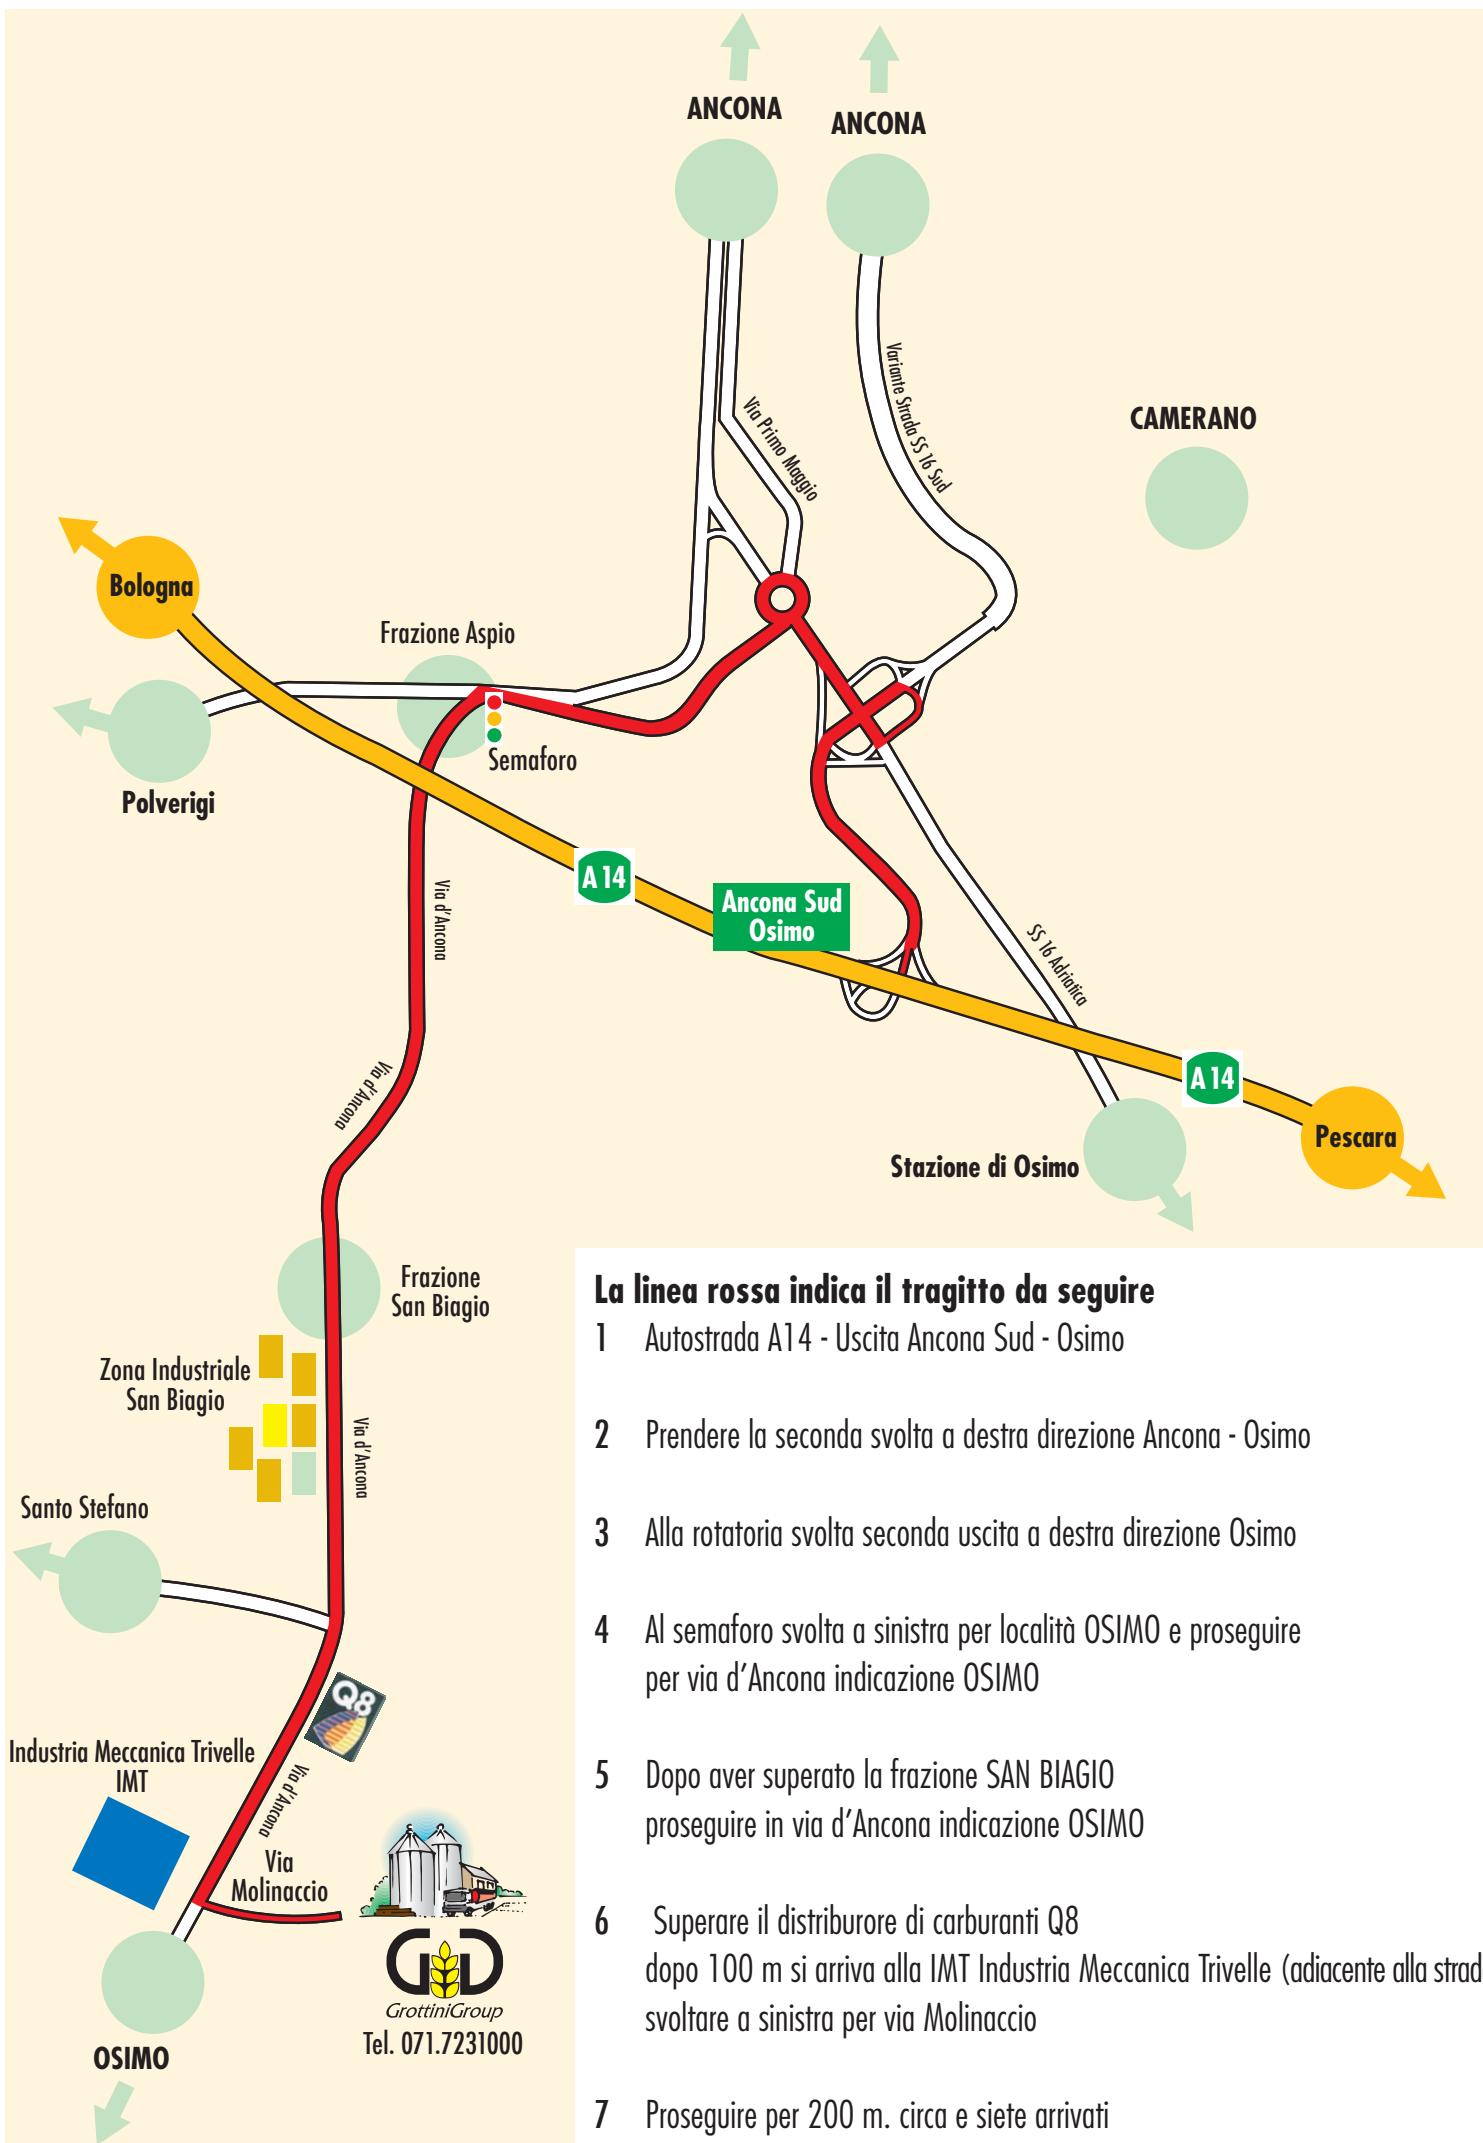 ANCONA
ANCONA
Via Primo Maggio
Variante Strada SS 16 Sud
CAMERANO
Bologna
Frazione Aspio
Semaforo
Polverigi
A 14
Ancona Sud
Osimo
Via d'Ancona
SS 16 Adriatica
Via d'Ancona
A 14
Pescara
Stazione di Osimo
Frazione
San Biagio
Zona Industriale
San Biagio
Via d'Ancona
Santo Stefano
Q8
Industria Meccanica Trivelle
IMT
Via d'Ancona
Via
Molinaccio
GrottiniGroup
Tel. 071.7231000
OSIMO
La linea rossa indica il tragitto da seguire
1 Autostrada A14 - Uscita Ancona Sud - Osimo
2 Prendere la seconda svolta a destra direzione Ancona - Osimo
3 Alla rotatoria svolta seconda uscita a destra direzione Osimo
4 Al semaforo svolta a sinistra per località OSIMO e proseguire
per via d'Ancona indicazione OSIMO
5 Dopo aver superato la frazione SAN BIAGIO
proseguire in via d'Ancona indicazione OSIMO
6 Superare il distriburore di carburanti Q8
dopo 100 m si arriva alla IMT Industria Meccanica Trivelle (adiacente alla strad
svoltare a sinistra per via Molinaccio
7 Proseguire per 200 m. circa e siete arrivati